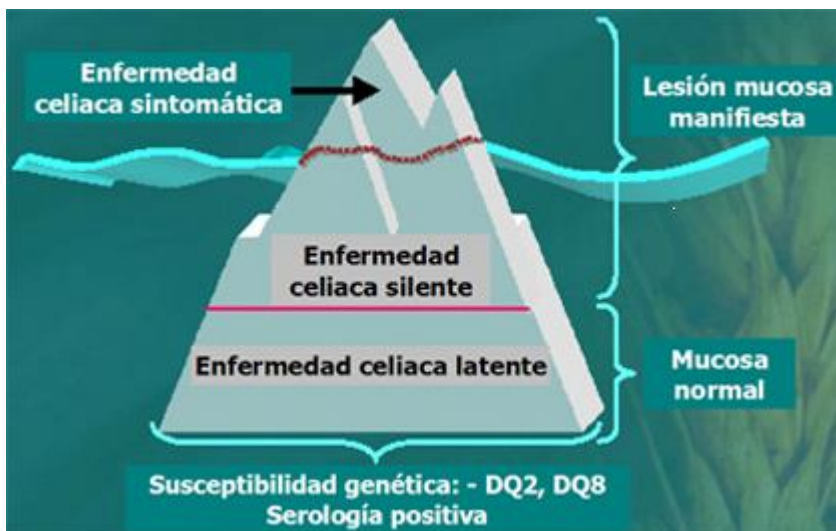 Enfermedad
celiaca sintomática
Lesión mucosa
manifiesta
Enfermedad
celiaca silente
Enfermedad celiaca latente
Mucosa
normal
Susceptibilidad genética: - DQ2, DQ8
Serología positiva